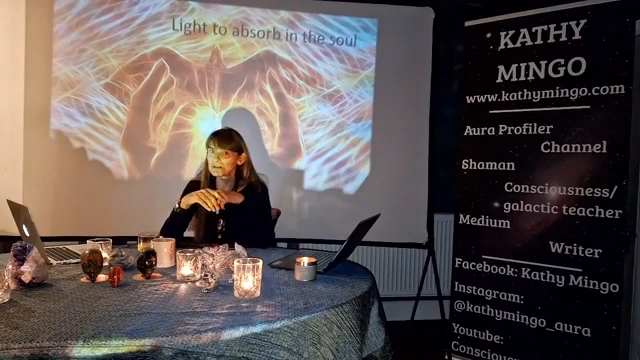 Light to absorb in the soul
KATHY
MINGO
www.kathymingo.com
Aura Profiler
Channel
Shaman
Consciousness/
galactic teacher
Medium
Writer
Facebook: Kathy Mingo
Instagram:
@kathymingo_aura
Youtube: